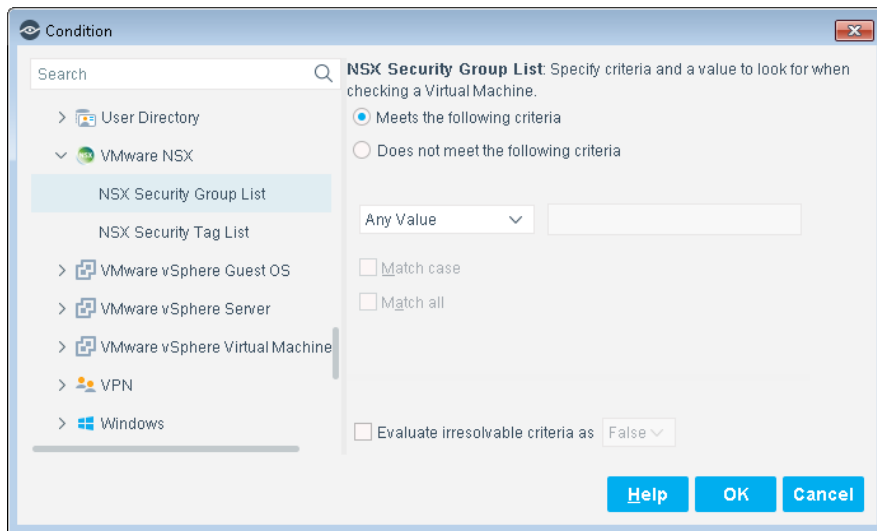 Condition
Search
User Directory
VMware NSX
NSX Security Group List
NSX Security Tag List
VMware vSphere Guest OS
VMware vSphere Server
VMware vSphere Virtual Machine
VPN
Windows
NSX Security Group List: Specify criteria and a value to look for when
checking a Virtual Machine.
Meets the following criteria
Does not meet the following criteria
Any Value
Match case
Match all
Evaluate irresolvable criteria as False
Help OK Cancel